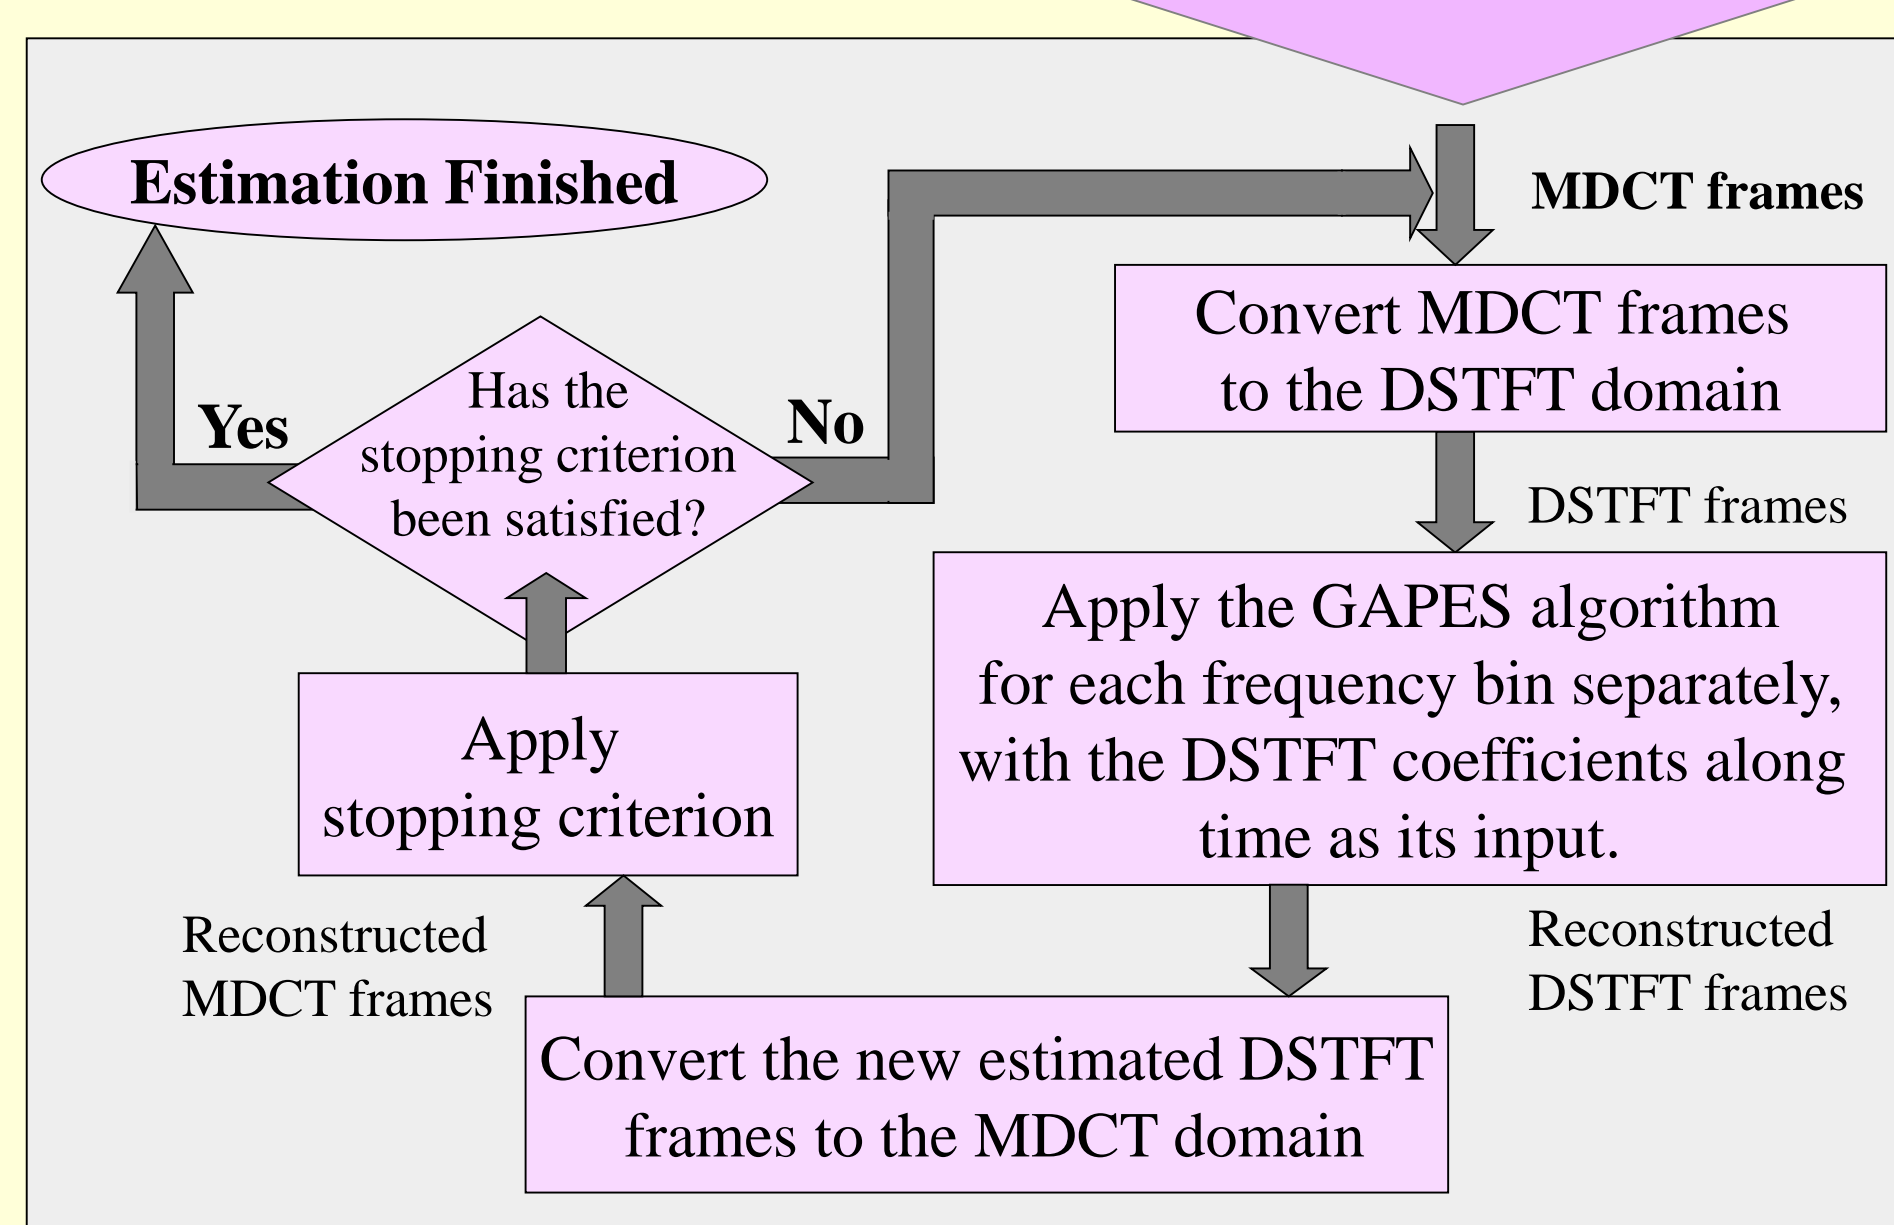 Estimation Finished
MDCT frames
Convert MDCT frames
to the DSTFT domain
Yes
Has the
stopping criterion
been satisfied?
No
DSTFT frames
Apply the GAPES algorithm
for each frequency bin separately,
with the DSTFT coefficients along
time as its input.
Apply
stopping criterion
Reconstructed
MDCT frames
Reconstructed
DSTFT frames
Convert the new estimated DSTFT
frames to the MDCT domain